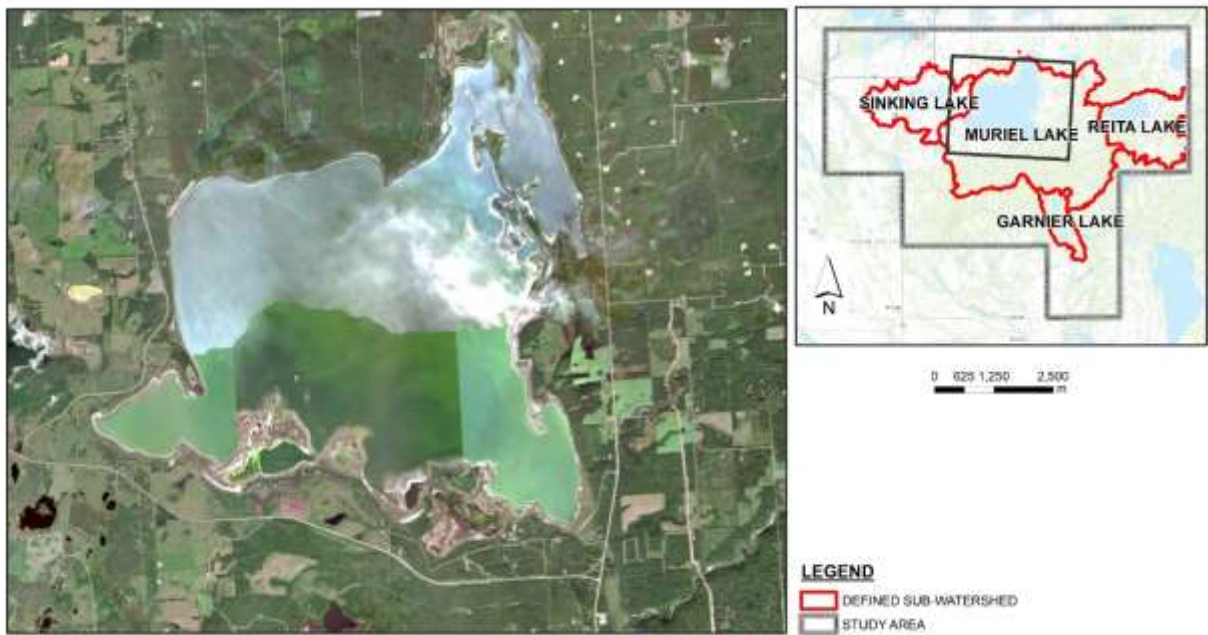 SINKING LAKE
MURIEL LAKE
REITA LAKE
GARNIER LAKE
N
0 625 1,250 2,500
m
LEGEND
DEFINED SUB-WATERSHED
STUDY AREA